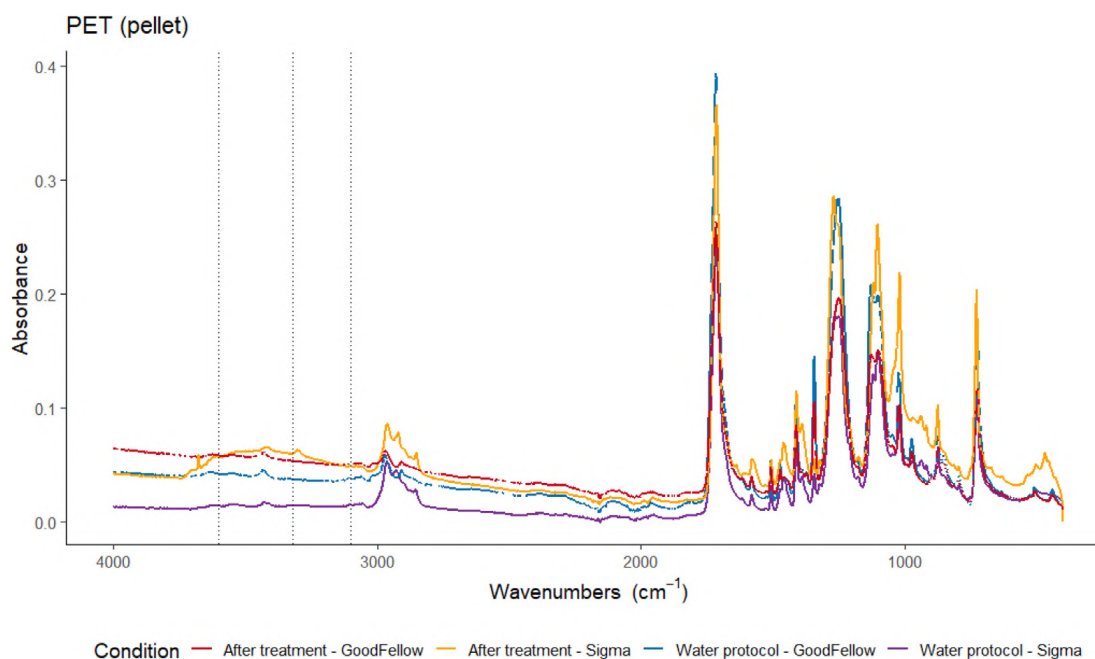 PET (pellet)
0.4
0.3
0.2
0.1
0.0
Absorbance
4000 3000 2000 1000
Wavenumbers (cm⁻¹)
Condition After treatment - GoodFellow After treatment - Sigma Water protocol - GoodFellow Water protocol - Sigma